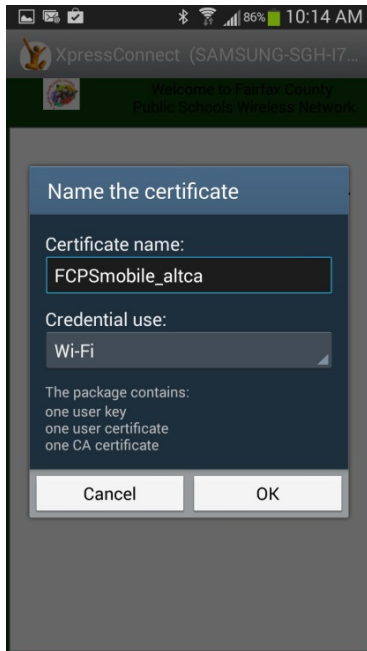 86% 10:14 AM
XpressConnect (SAMSUNG-SGH-I7...
Welcome to Fairfax County
Public Schools Wireless Network
Name the certificate
Certificate name:
FCPSmobile_altca
Credential use:
Wi-Fi
The package contains:
one user key
one user certificate
one CA certificate
Cancel OK